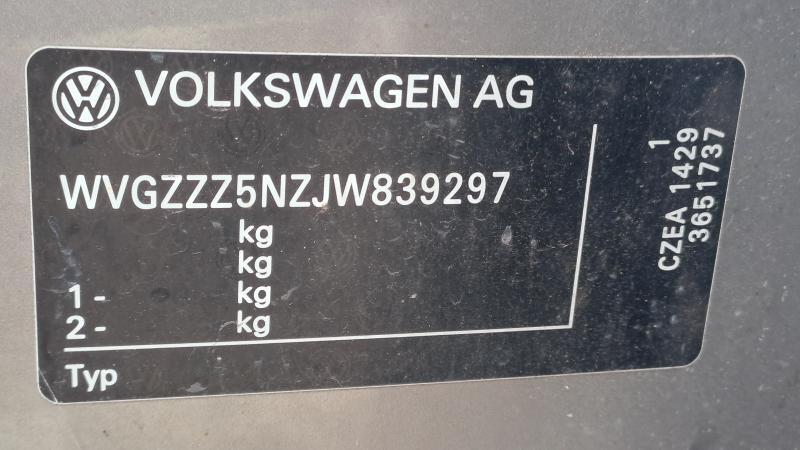 VOLKSWAGEN AG
WVGZZZ5NZJW839297
kg
kg
1 - kg
2 - kg
Typ
1
CZEA 1429
3651737